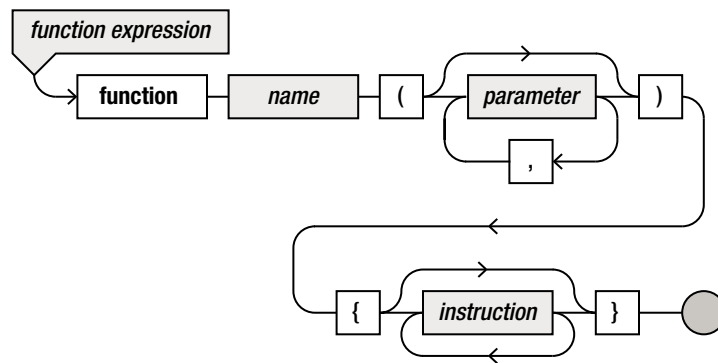 function expression
function name ( parameter )
,
{ instruction }